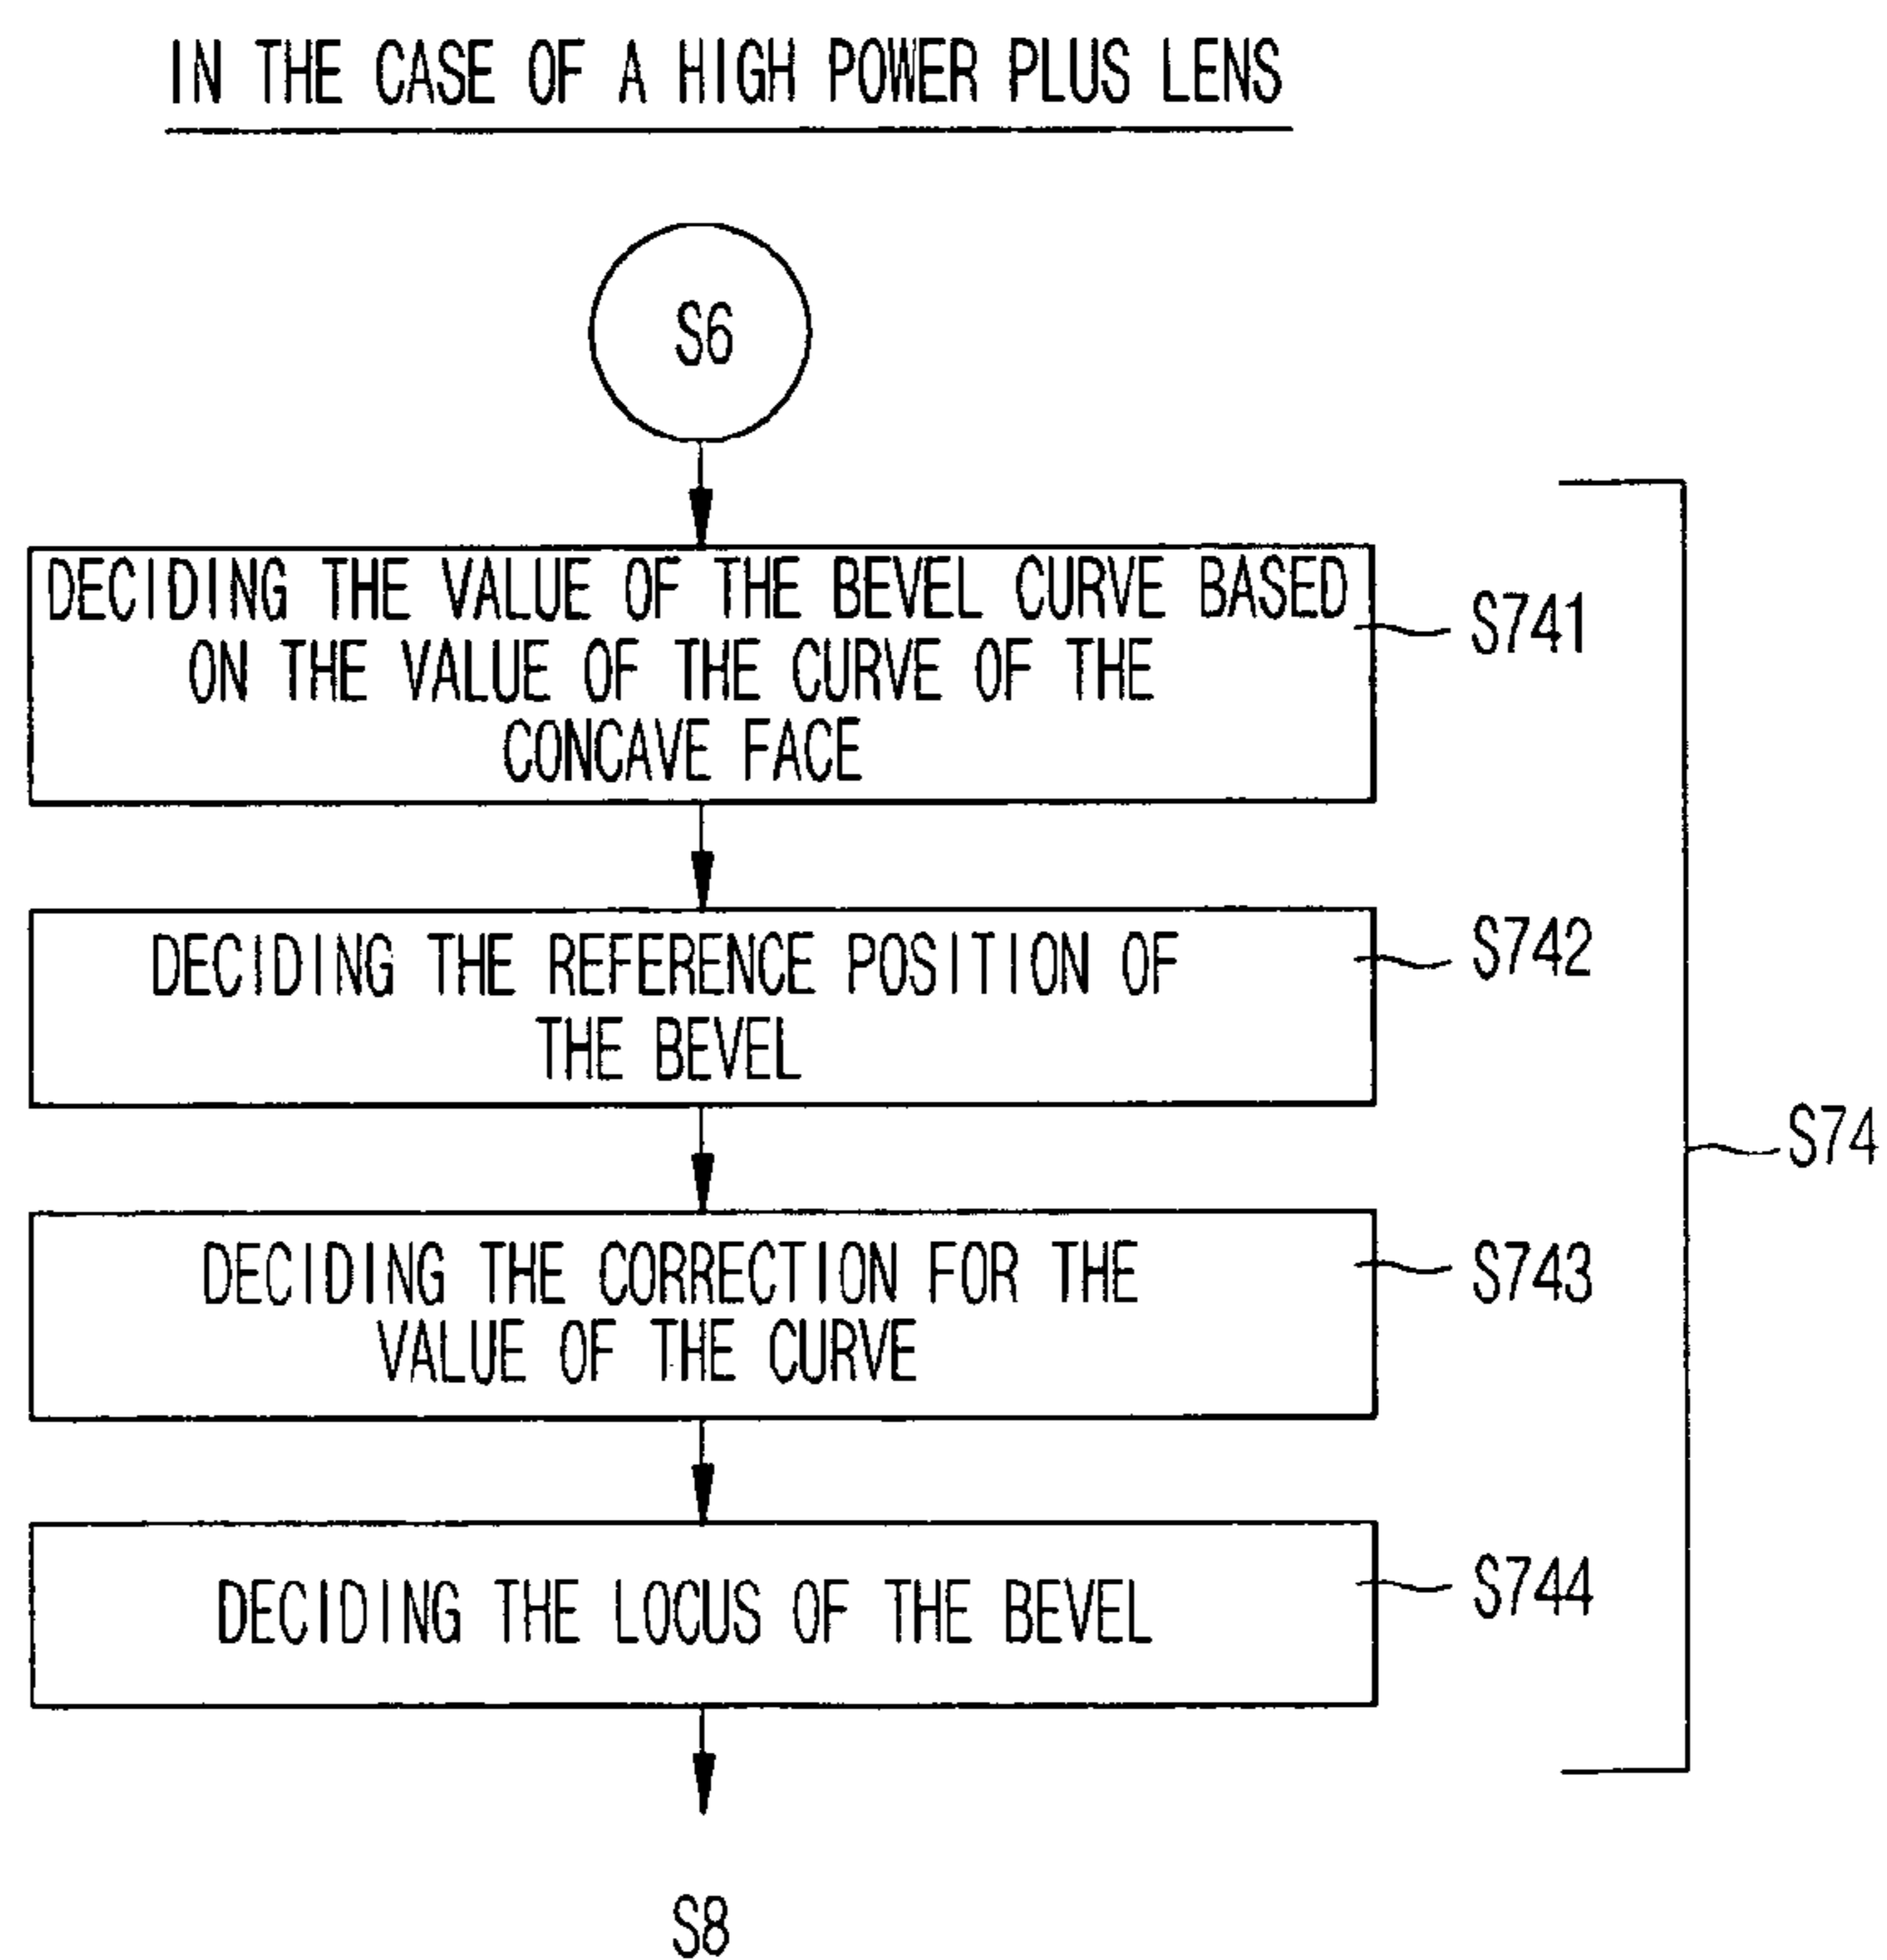 IN THE CASE OF A HIGH POWER PLUS LENS
S6
DECIDING THE VALUE OF THE BEVEL CURVE BASED
ON THE VALUE OF THE CURVE OF THE
CONCAVE FACE
S741
DECIDING THE REFERENCE POSITION OF
THE BEVEL
S742
S74
DECIDING THE CORRECTION FOR THE
VALUE OF THE CURVE
S743
DECIDING THE LOCUS OF THE BEVEL
S744
S8